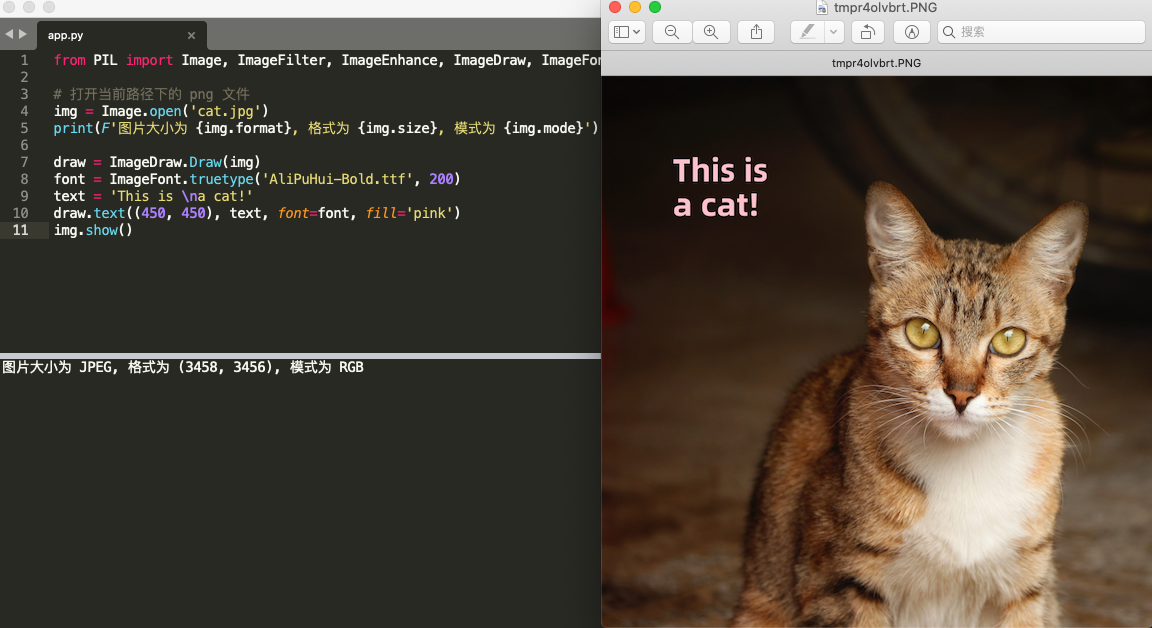 app.py
1 from PIL import Image, ImageFilter, ImageEnhance, ImageDraw, ImageFon
2
3 # 打开当前路径下的 png 文件
4 img = Image.open('cat.jpg')
5 print(F'图片大小为 {img.format}, 格式为 {img.size}, 模式为 {img.mode}')
6
7 draw = ImageDraw.Draw(img)
8 font = ImageFont.truetype('AliPuHui-Bold.ttf', 200)
9 text = 'This is \na cat!'
10 draw.text((450, 450), text, font=font, fill='pink')
11 img.show()
图片大小为 JPEG, 格式为 (3458, 3456), 模式为 RGB
tmpr4olvbrt.PNG
搜索
tmpr4olvbrt.PNG
This is
a cat!